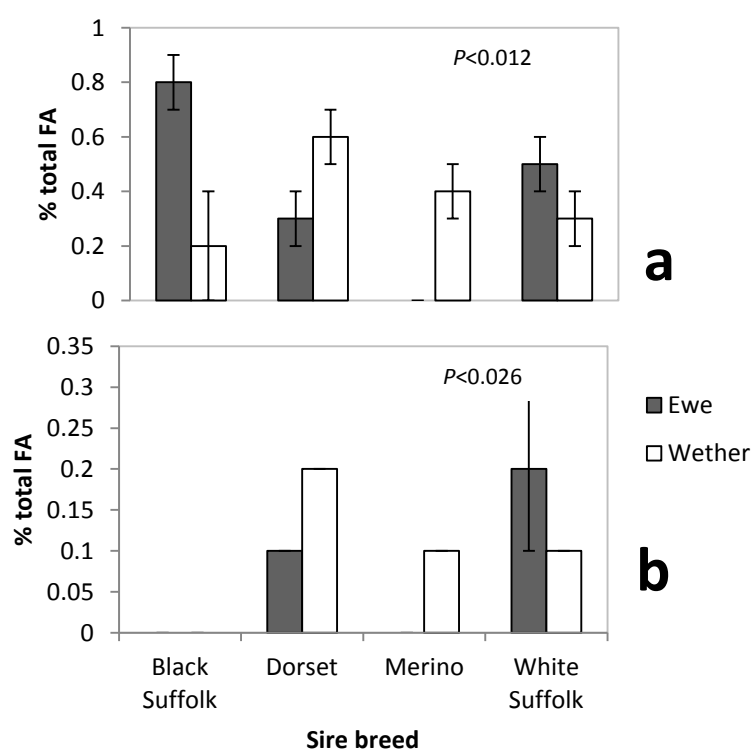 1
0.8
0.6
0.4
0.2
0
% total FA
P<0.012
a
0.35
0.3
0.25
0.2
0.15
0.1
0.05
0
% total FA
P<0.026
Ewe
Wether
b
Black
Suffolk
Dorset
Merino
White
Suffolk
Sire breed